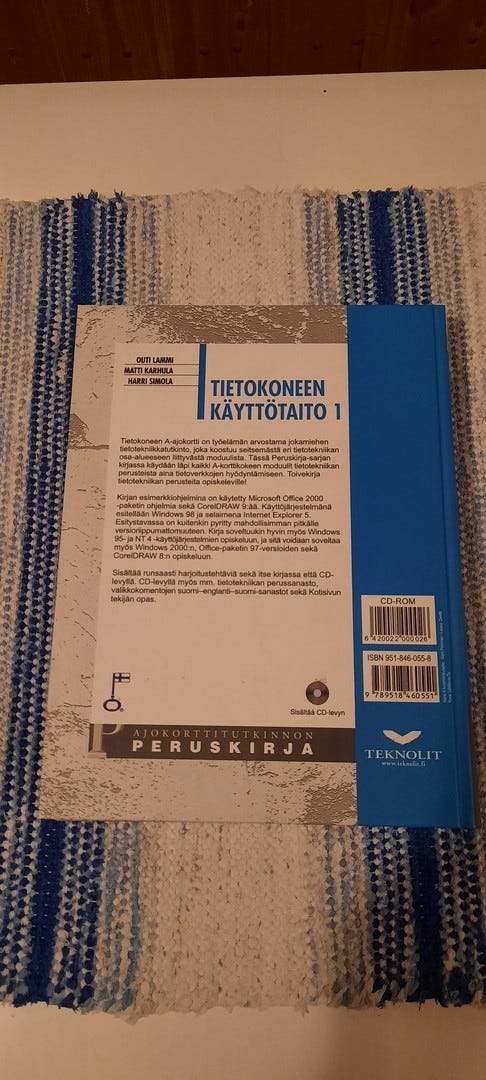 OUTI LAMMI
MATTI KARHULA
HARRI SIMOLA
TIETOKONEEN
KÄYTTÖTAITO 1
Tietokoneen A-ajokortti on työelämän arvostama jokamiehen
tietotekniikkatutkinto, joka koostuu seitsemästä eri tietotekniikan
osa-alueeseen liittyvästä moduulista. Tässä Peruskirja-sarjan
kirjassa käydään läpi kaikki A-korttikokeen moduulit tietotekniikan
perusteista aina tietoverkkojen hyödyntämiseen. Toivekirja
tietotekniikan perusteita opiskeleville!
Kirjan esimerkkiohjelmina on käytetty Microsoft Office 2000
-paketin ohjelmia sekä CorelDRAW 9:ää. Käyttöjärjestelmänä
esitellään Windows 98 ja selaimena Internet Explorer 5.
Esitystavassa on kuitenkin pyritty mahdollisimman pitkälle
versioriippumattomuuteen. Kirja soveltuukin hyvin myös Windows
95- ja NT 4 -käyttöjärjestelmien opiskeluun, ja sitä voidaan soveltaa
myös Windows 2000:n, Office-paketin 97-versioiden sekä
CorelDRAW 8:n opiskeluun.
Sisältää runsaasti harjoitustehtäviä sekä itse kirjassa että CD-
levyllä. CD-levyllä myös mm. tietotekniikan perussanasto,
valikkokomentojen suomi–englanti–suomi-sanastot sekä Kotisivun
tekijän opas.
CD-ROM
6 420022 000026
ISBN 951-846-055-8
9 789518 460551
Sisältää CD-levyn
P
AJOKORTTITUTKINNON
PERUSKIRJA
TEKNOLIT
www.teknolit.fi